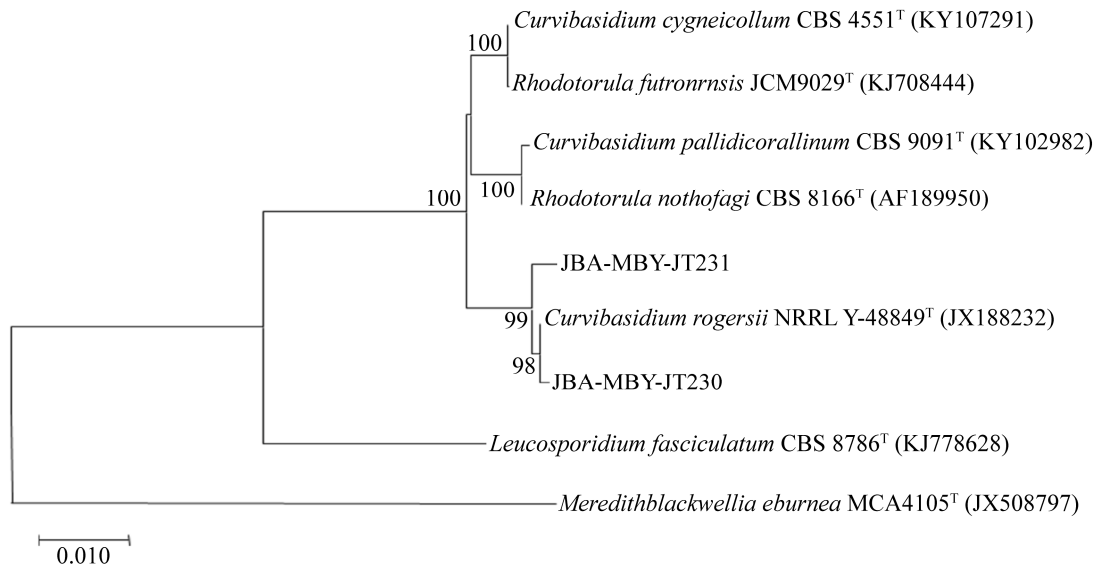 Curvibasidium cygneicollum CBS 4551ᵀ (KY107291)
100
Rhodotorula futronrnsis JCM9029ᵀ (KJ708444)
Curvibasidium pallidicorallinum CBS 9091ᵀ (KY102982)
100
100
Rhodotorula nothofagi CBS 8166ᵀ (AF189950)
JBA-MBY-JT231
99
Curvibasidium rogersii NRRL Y-48849ᵀ (JX188232)
98
JBA-MBY-JT230
Leucosporidium fasciculatum CBS 8786ᵀ (KJ778628)
Meredithblackwellia eburnea MCA4105ᵀ (JX508797)
0.010